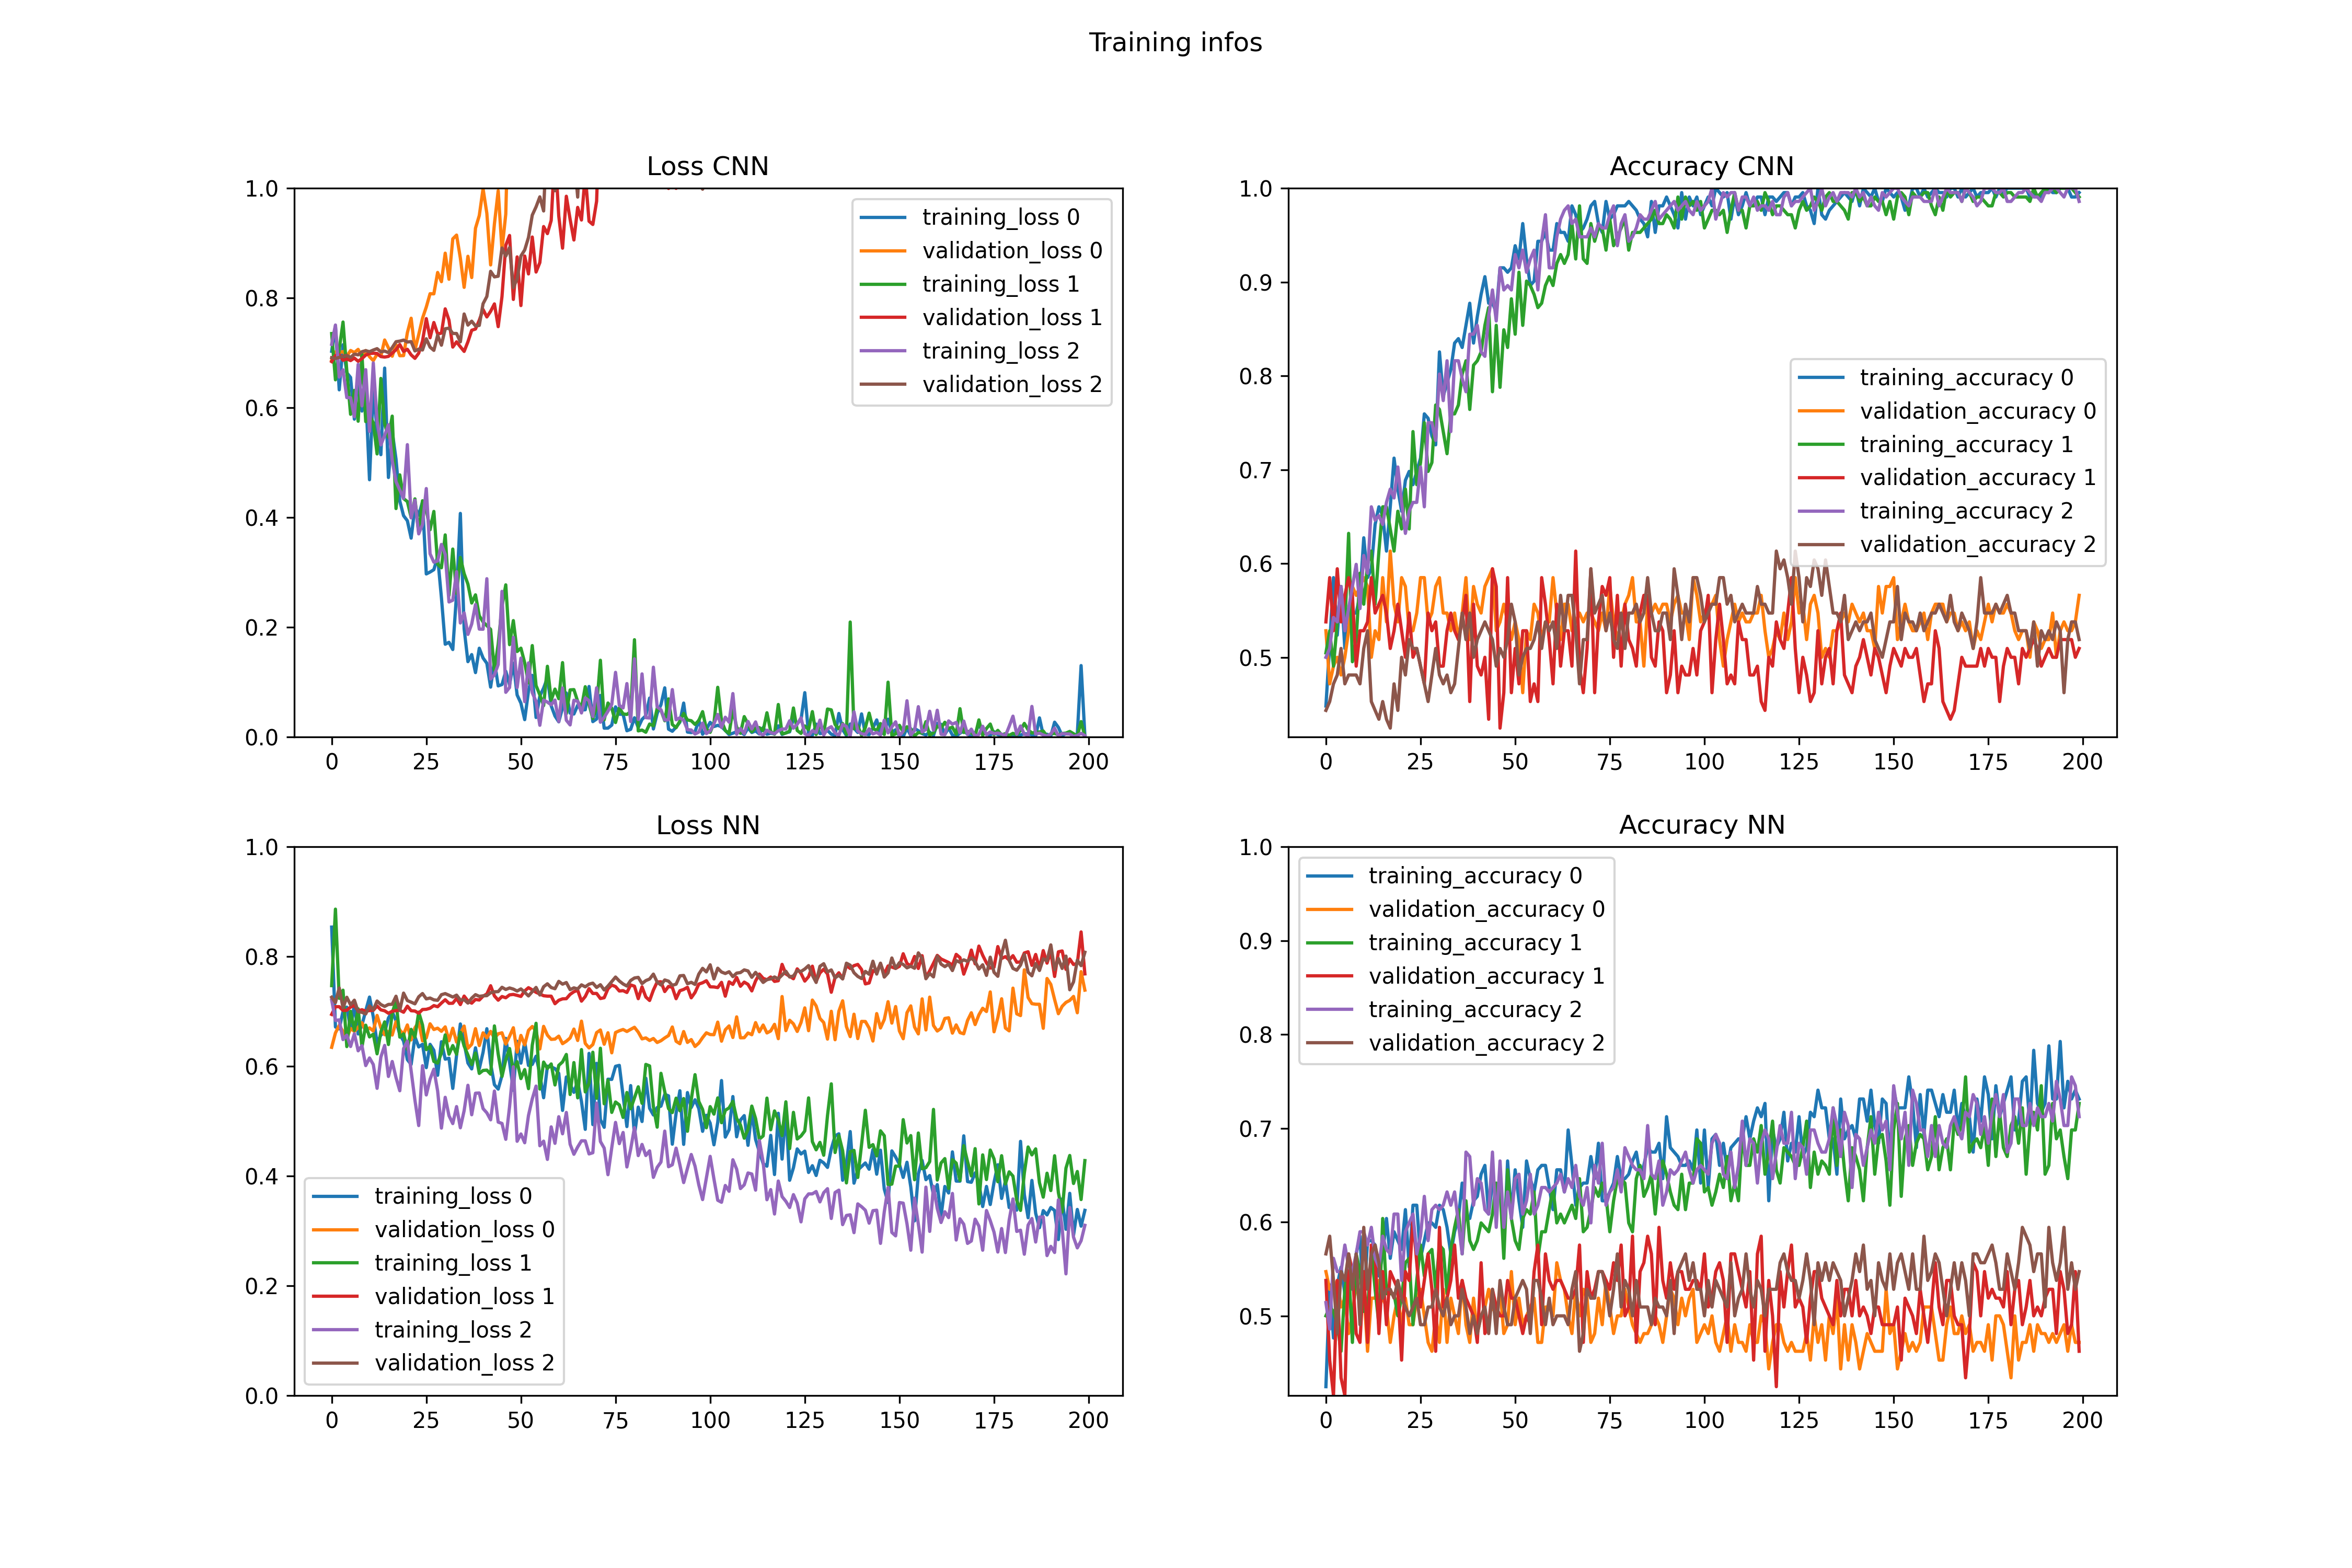 Training infos
Loss CNN
1.0
0.8
0.6
0.4
0.2
0.0
0 25 50 75 100 125 150 175 200
training_loss 0
validation_loss 0
training_loss 1
validation_loss 1
training_loss 2
validation_loss 2
Accuracy CNN
1.0
0.9
0.8
0.7
0.6
0.5
0 25 50 75 100 125 150 175 200
training_accuracy 0
validation_accuracy 0
training_accuracy 1
validation_accuracy 1
training_accuracy 2
validation_accuracy 2
Loss NN
1.0
0.8
0.6
0.4
0.2
0.0
0 25 50 75 100 125 150 175 200
training_loss 0
validation_loss 0
training_loss 1
validation_loss 1
training_loss 2
validation_loss 2
Accuracy NN
1.0
0.9
0.8
0.7
0.6
0.5
0 25 50 75 100 125 150 175 200
training_accuracy 0
validation_accuracy 0
training_accuracy 1
validation_accuracy 1
training_accuracy 2
validation_accuracy 2